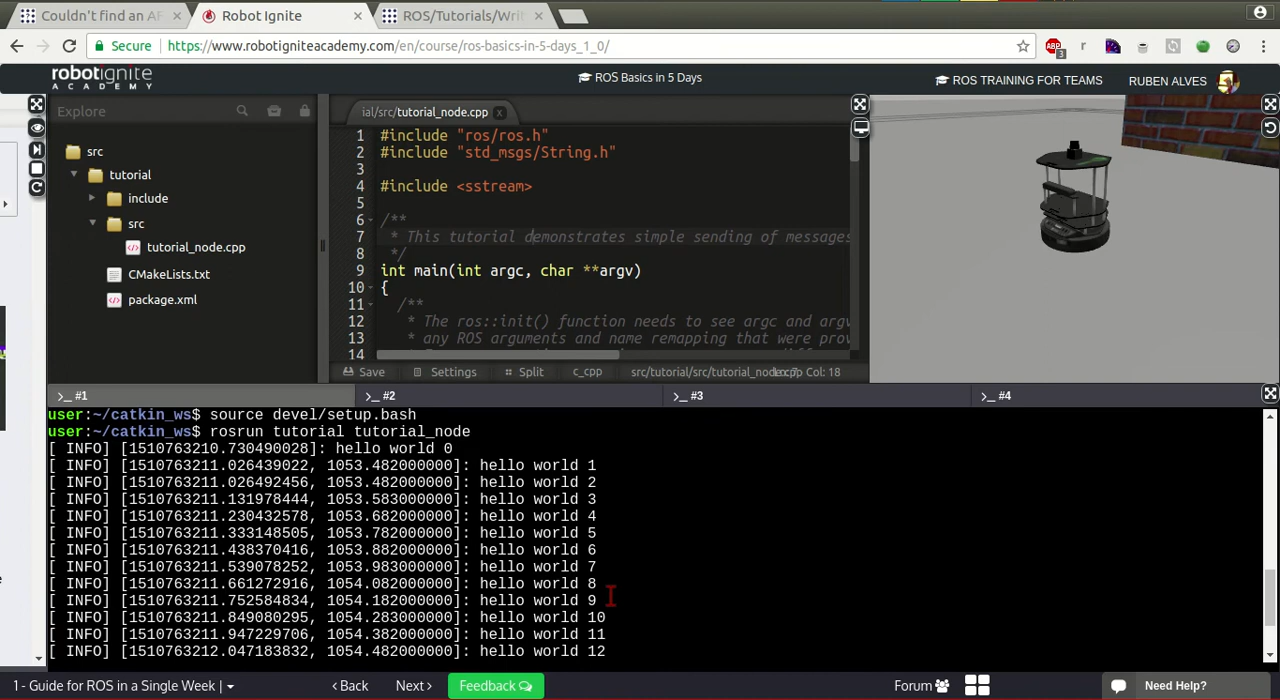 Couldn't find an AF
Robot Ignite
ROS/Tutorials/Writ
Secure https://www.robotigniteacademy.com/en/course/ros-basics-in-5-days_1_0/
ABP
3
r
robotignite
ACADEMY
ROS Basics in 5 Days
ROS TRAINING FOR TEAMS
RUBEN ALVES
Explore
src
tutorial
include
src
tutorial_node.cpp
CMakeLists.txt
package.xml
ial/src/tutorial_node.cpp
1 #include "ros/ros.h"
2 #include "std_msgs/String.h"
3
4 #include <sstream>
5
6 /**
7 * This tutorial demonstrates simple sending of messages
8 */
9 int main(int argc, char **argv)
10 {
11 /**
12 * The ros::init() function needs to see argc and argv
13 * any ROS arguments and name remapping that were prov
14
Save Settings Split c_cpp src/tutorial/src/tutorial_node.cpp Col: 18
>_ #1
>_ #2
>_ #3
>_ #4
user:~/catkin_ws$ source devel/setup.bash
user:~/catkin_ws$ rosrun tutorial tutorial_node
[ INFO] [1510763210.730490028]: hello world 0
[ INFO] [1510763211.026439022, 1053.482000000]: hello world 1
[ INFO] [1510763211.026492456, 1053.482000000]: hello world 2
[ INFO] [1510763211.131978444, 1053.583000000]: hello world 3
[ INFO] [1510763211.230432578, 1053.682000000]: hello world 4
[ INFO] [1510763211.333148505, 1053.782000000]: hello world 5
[ INFO] [1510763211.438370416, 1053.882000000]: hello world 6
[ INFO] [1510763211.539078252, 1053.983000000]: hello world 7
[ INFO] [1510763211.661272916, 1054.082000000]: hello world 8
[ INFO] [1510763211.752584834, 1054.182000000]: hello world 9
[ INFO] [1510763211.849080295, 1054.283000000]: hello world 10
[ INFO] [1510763211.947229706, 1054.382000000]: hello world 11
[ INFO] [1510763212.047183832, 1054.482000000]: hello world 12
1 - Guide for ROS in a Single Week |
Back
Next
Feedback
Forum
Need Help?